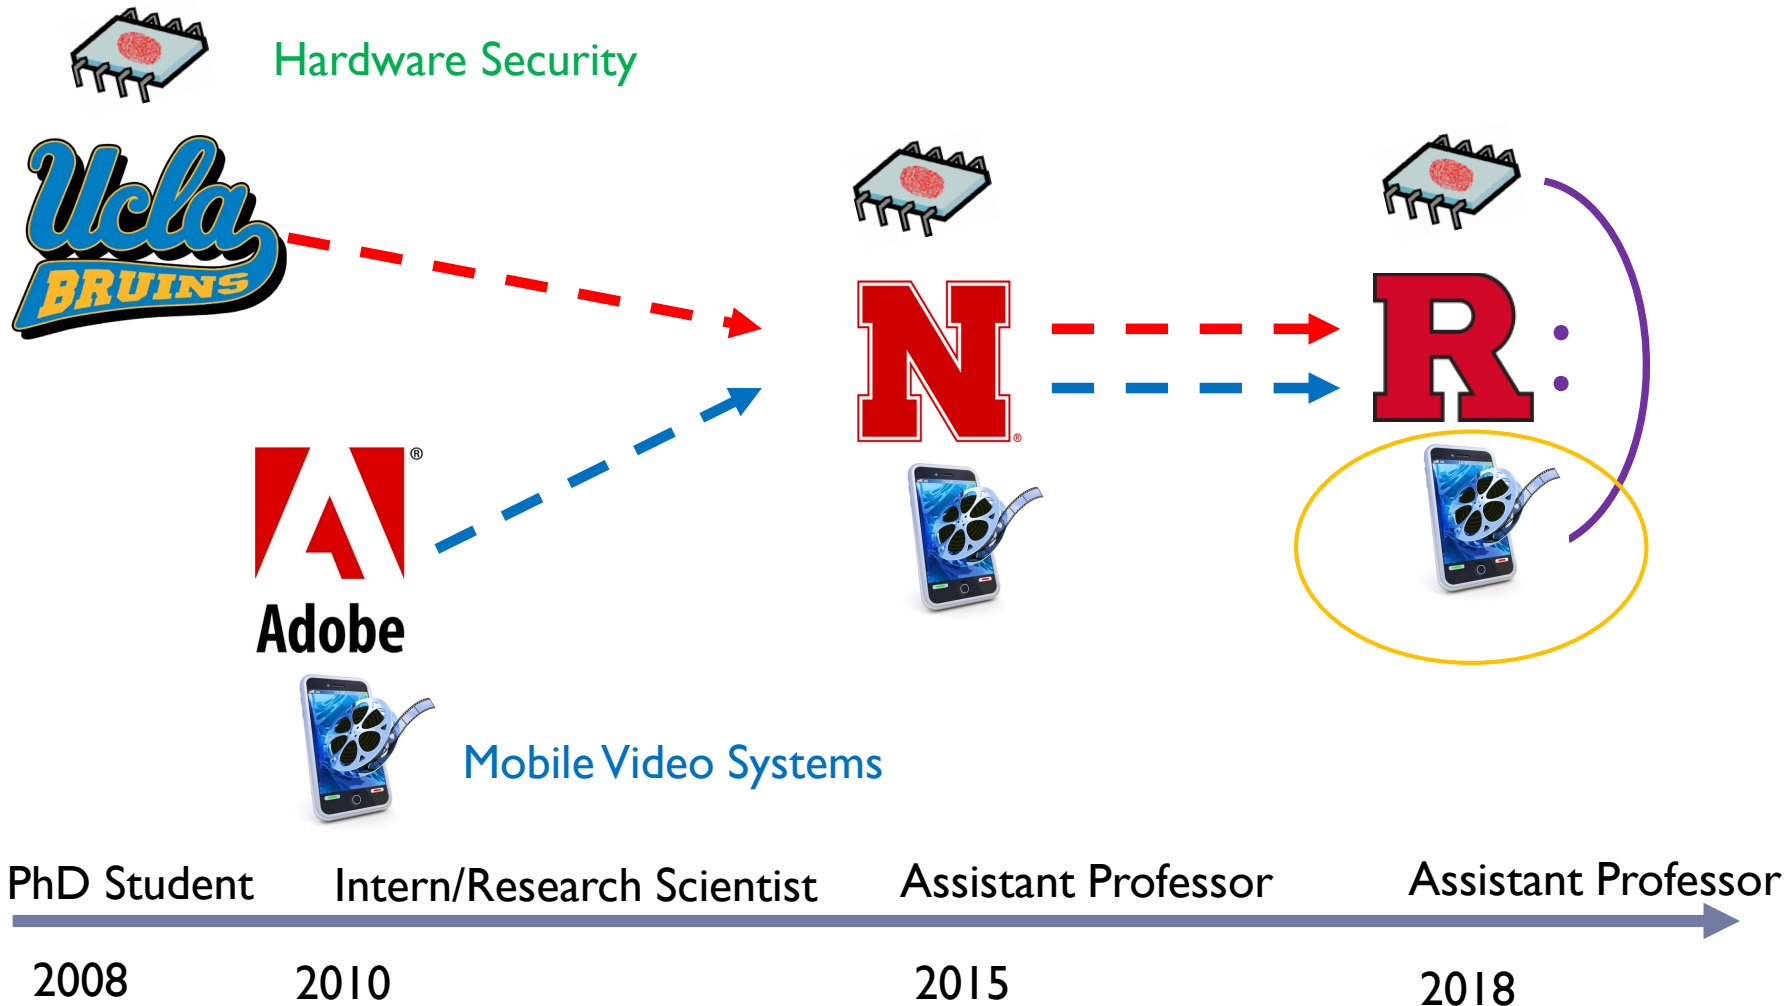 Hardware Security
Ucla
BRUINS
N
®
R
:
®
Adobe
Mobile Video Systems
PhD Student
Intern/Research Scientist
Assistant Professor
Assistant Professor
2008
2010
2015
2018